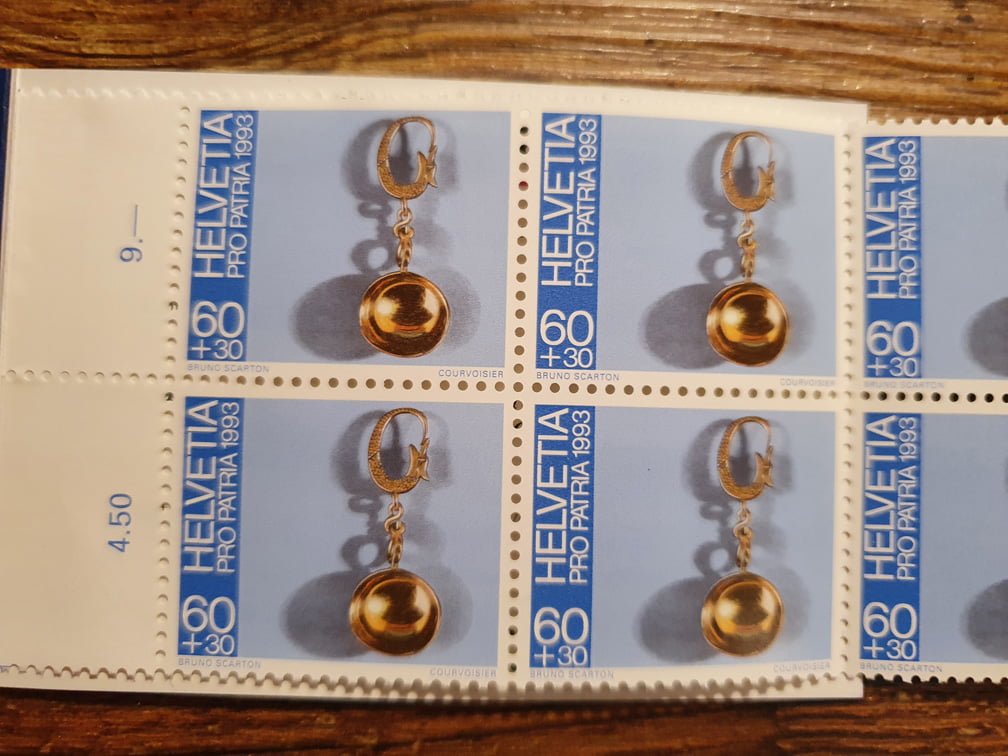 9.—
HELVETIA
PRO PATRIA 1993
60
+30
BRUNO SCARTON
COURVOISIER
HELVETIA
PRO PATRIA 1993
60
+30
BRUNO SCARTON
COURVOISIER
HELVETIA
PRO PATRIA 1993
60
+30
BRUNO SCARTON
4.50
HELVETIA
PRO PATRIA 1993
60
+30
BRUNO SCARTON
COURVOISIER
HELVETIA
PRO PATRIA 1993
60
+30
BRUNO SCARTON
COURVOISIER
HELVETIA
PRO PATRIA 1993
60
+30
BRUNO SCARTON